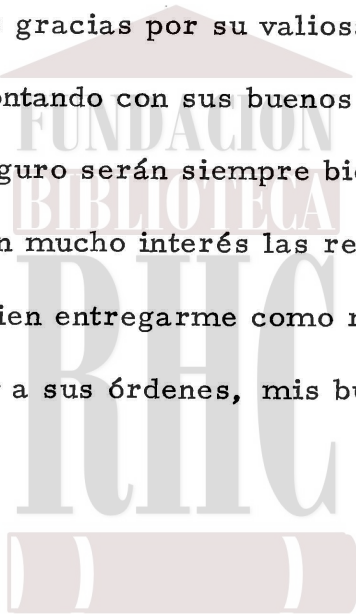 gracias por su valios
ontando con sus buenos
guro serán siempre bi
n mucho interés las re
ien entregarme como
a sus órdenes, mis bu
FUNDACION
BIBLIOTECA
RHC